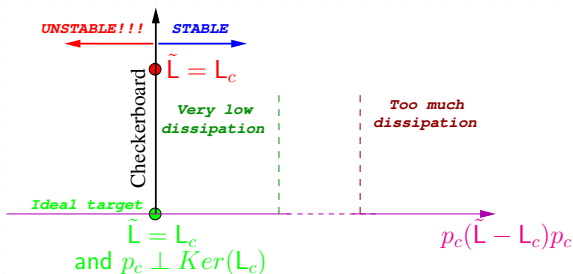 UNSTABLE!!! STABLE
L̃ = L_c
Checkerboard
Very low
dissipation
Too much
dissipation
Ideal target
L̃ = L_c
and p_c ⊥ Ker(L_c)
p_c(L̃ − L_c)p_c